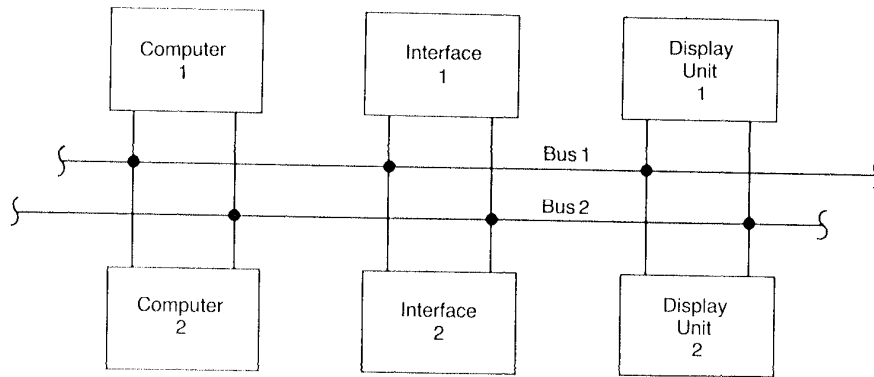 Computer
1
Interface
1
Display
Unit
1
Bus 1
Bus 2
Computer
2
Interface
2
Display
Unit
2